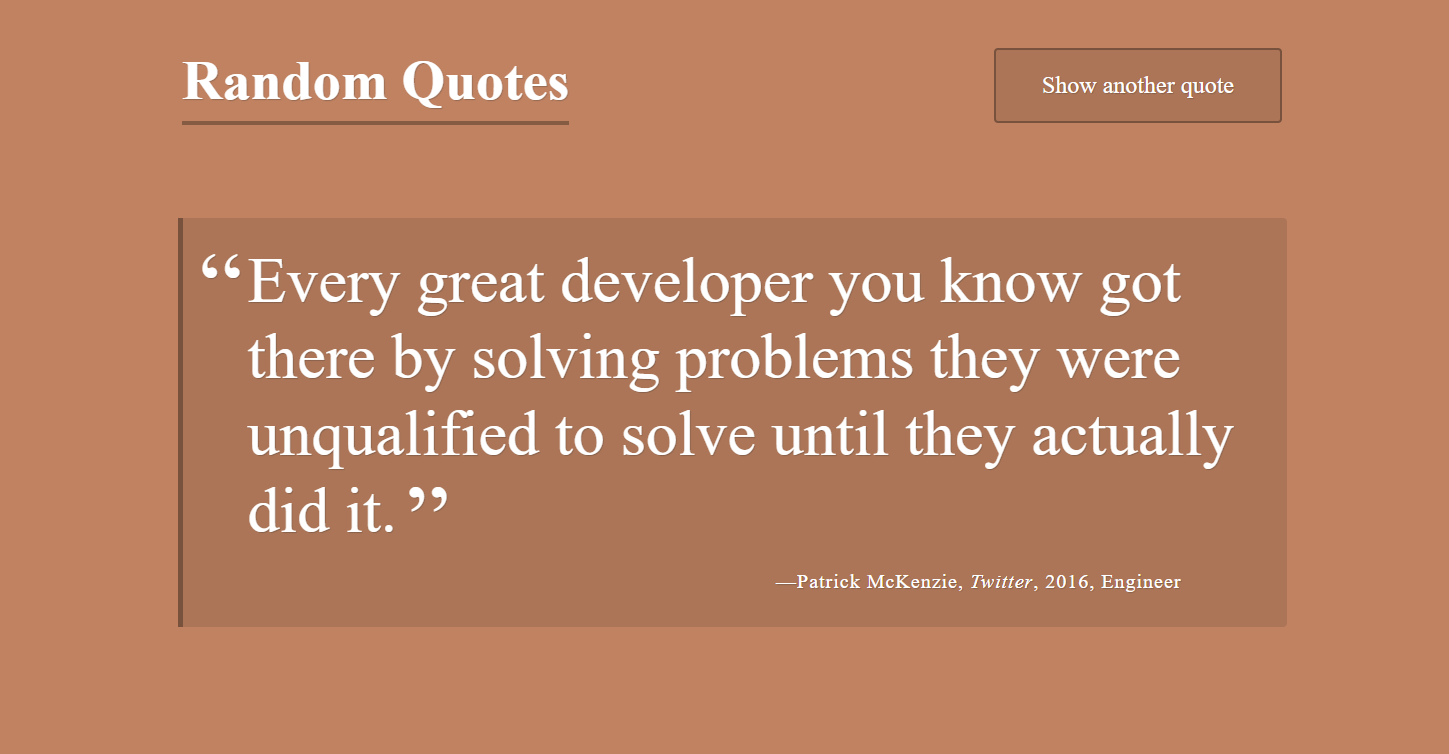 Random Quotes
Show another quote
“Every great developer you know got
there by solving problems they were
unqualified to solve until they actually
did it.”
—Patrick McKenzie, Twitter, 2016, Engineer